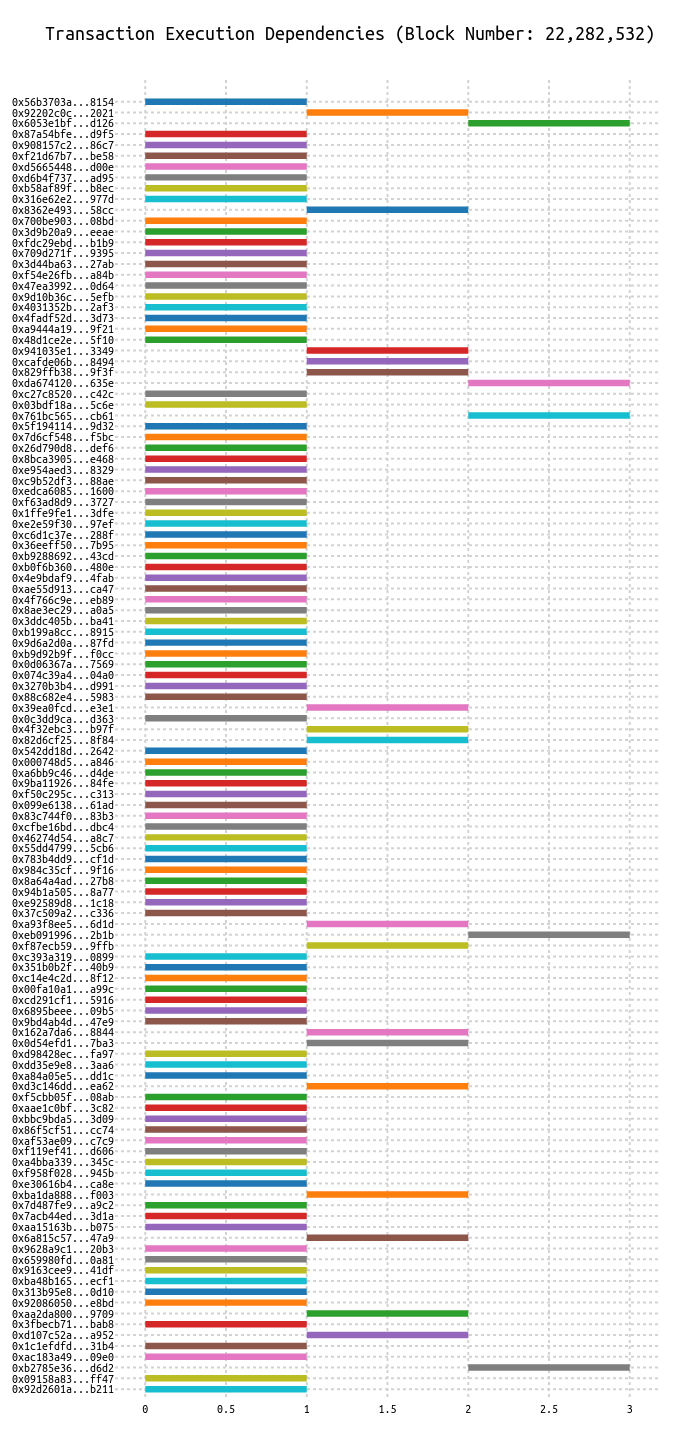 Transaction Execution Dependencies (Block Number: 22,282,532)
0x56b3703a...8154
0x92202c0c...2021
0x6053e1bf...d126
0x87a54bfe...d9f5
0x908157c2...86c7
0xf21d67b7...be58
0xd5665448...d00e
0xd6b4f737...ad95
0xb58af89f...b8ec
0x316e62e2...977d
0x8362e493...58cc
0x700be903...08bd
0x3d9b20a9...eeae
0xfdc29ebd...b1b9
0x709d271f...9395
0x3d44ba63...27ab
0xf54e26fb...a84b
0x47ea3992...0d64
0x9d10b36c...5efb
0x4031352b...2af3
0x4fadf52d...3d73
0xa9444a19...9f21
0x48d1ce2e...5f10
0x941035e1...3349
0xcafde06b...8494
0x829ffb38...9f3f
0xda674120...635e
0xc27c8520...c42c
0x03bdf18a...5c6e
0x761bc565...cb61
0x5f194114...9d32
0x7d6cf548...f5bc
0x26d790d8...def6
0x8bca3905...e468
0xe954aed3...8329
0xc9b52df3...88ae
0xedca6085...1600
0xf63ad8d9...3727
0x1ffe9fe1...3dfe
0xe2e59f30...97ef
0xc6d1c37e...288f
0x36eeff50...7b95
0xb9288692...43cd
0xb0f6b360...480e
0x4e9bdaf9...4fab
0xae55d913...ca47
0x4f766c9e...eb89
0x8ae3ec29...a0a5
0x3ddc405b...ba41
0xb199a8cc...8915
0x9d6a2d0a...87fd
0xb9d92b9f...f0cc
0x0d06367a...7569
0x074c39a4...04a0
0x3270b3b4...d991
0x88c682e4...5983
0x39ea0fcd...e3e1
0x0c3dd9ca...d363
0x4f32ebc3...b97f
0x82d6cf25...8f84
0x542dd18d...2642
0x000748d5...a846
0xa6bb9c46...d4de
0x9ba11926...84fe
0xf50c295c...c313
0x099e6138...61ad
0x83c744f0...83b3
0xcfbe16bd...dbc4
0x46274d54...a8c7
0x55dd4799...5cb6
0x783b4dd9...cf1d
0x984c35cf...9f16
0x8a64a4ad...27b8
0x94b1a505...8a77
0xe92589d8...1c18
0x37c509a2...c336
0xa93f8ee5...6d1d
0xeb091996...2b1b
0xf87ecb59...9ffb
0xc393a319...0899
0x351b0b2f...40b9
0xc14e4c2d...8f12
0x00fa10a1...a99c
0xcd291cf1...5916
0x6895beee...09b5
0x9bd4ab4d...47e9
0x162a7da6...8844
0x0d54efd1...7ba3
0xd98428ec...fa97
0xdd35e9e8...3aa6
0xa84a05e5...dd1c
0xd3c146dd...ea62
0xf5cbb05f...08ab
0xaae1c0bf...3c82
0xbbc9bda5...3d09
0x86f5cf51...cc74
0xaf53ae09...c7c9
0xf119ef41...d606
0xa4bba339...345c
0xf958f028...945b
0xe30616b4...ca8e
0xba1da888...f003
0x7d487fe9...a9c2
0x7acb44ed...3d1a
0xaa15163b...b075
0x6a815c57...47a9
0x9628a9c1...20b3
0x659980fd...0a81
0x9163cee9...41df
0xba48b165...ecf1
0x313b95e8...0d10
0x92086050...e8bd
0xaa2da800...9709
0x3fbecb71...bab8
0xd107c52a...a952
0x1c1efdfd...31b4
0xac183a49...09e0
0xb2785e36...d6d2
0x09158a83...ff47
0x92d2601a...b211
0 0.5 1 1.5 2 2.5 3